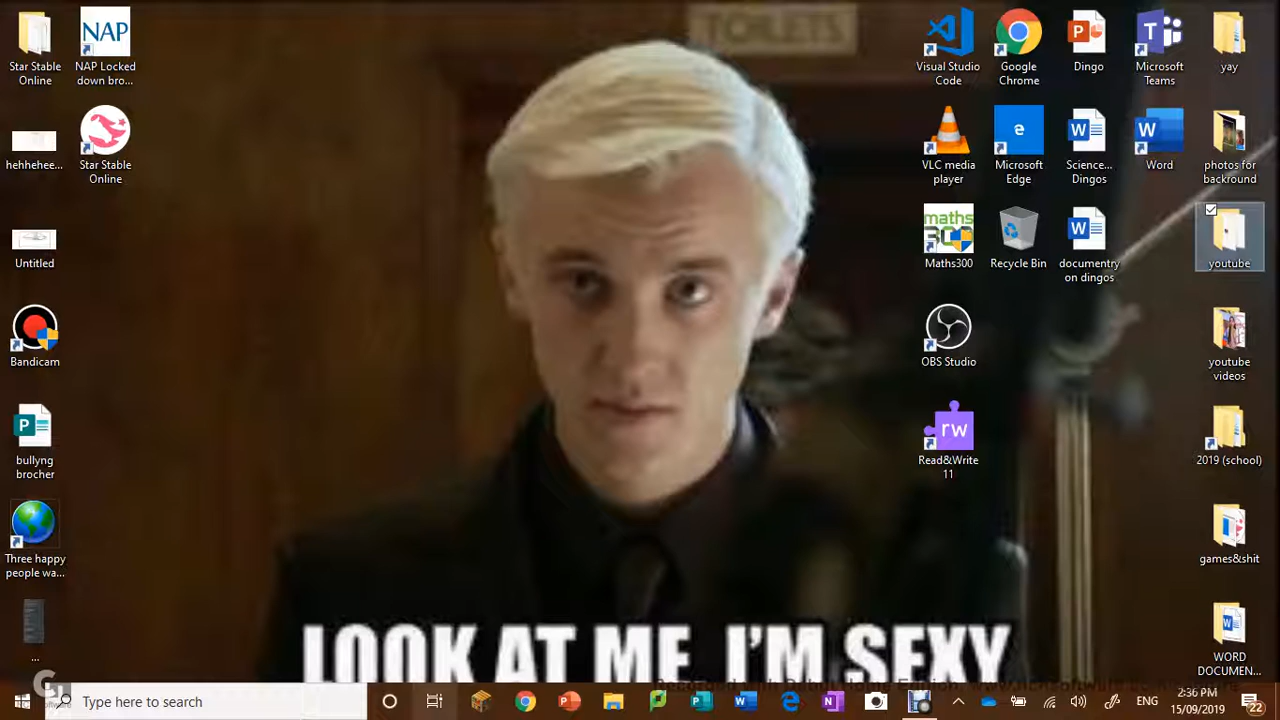 TOILETS
Star Stable
Online
NAP
NAP Locked
down bro...
hehhehee...
Star Stable
Online
Untitled
Bandicam
bullyng
brocher
Three happy
people wa...
...
Visual Studio
Code
Google
Chrome
Dingo
Microsoft
Teams
yay
VLC media
player
Microsoft
Edge
Science...
Dingos
Word
photos for
backround
maths
300
Maths300
Recycle Bin
documentry
on dingos
youtube
OBS Studio
youtube
videos
rw
Read&Write
11
2019 (school)
games&shit
WORD
DOCUMEN...
LOOK AT ME, I'M SEXY
Type here to search
ENG
2:36 PM
15/09/2019
22